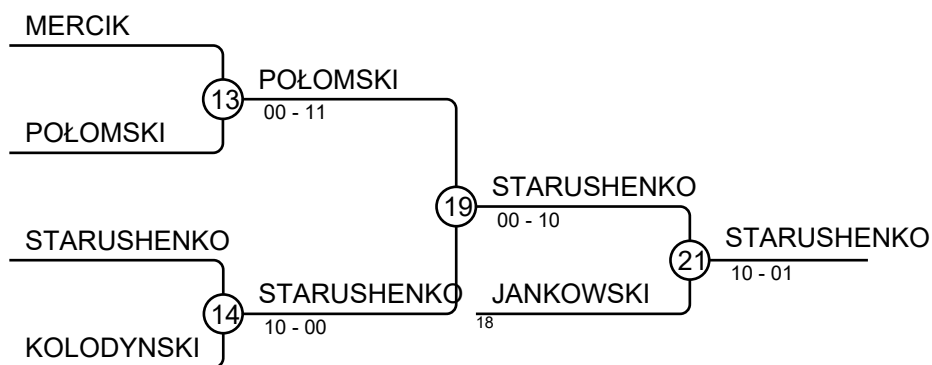 MERCIK
13
POŁOMSKI
00 - 11
POŁOMSKI
19
STARUSHENKO
00 - 10
STARUSHENKO
21
STARUSHENKO
10 - 01
14
STARUSHENKO
10 - 00
JANKOWSKI
18
KOLODYNSKI